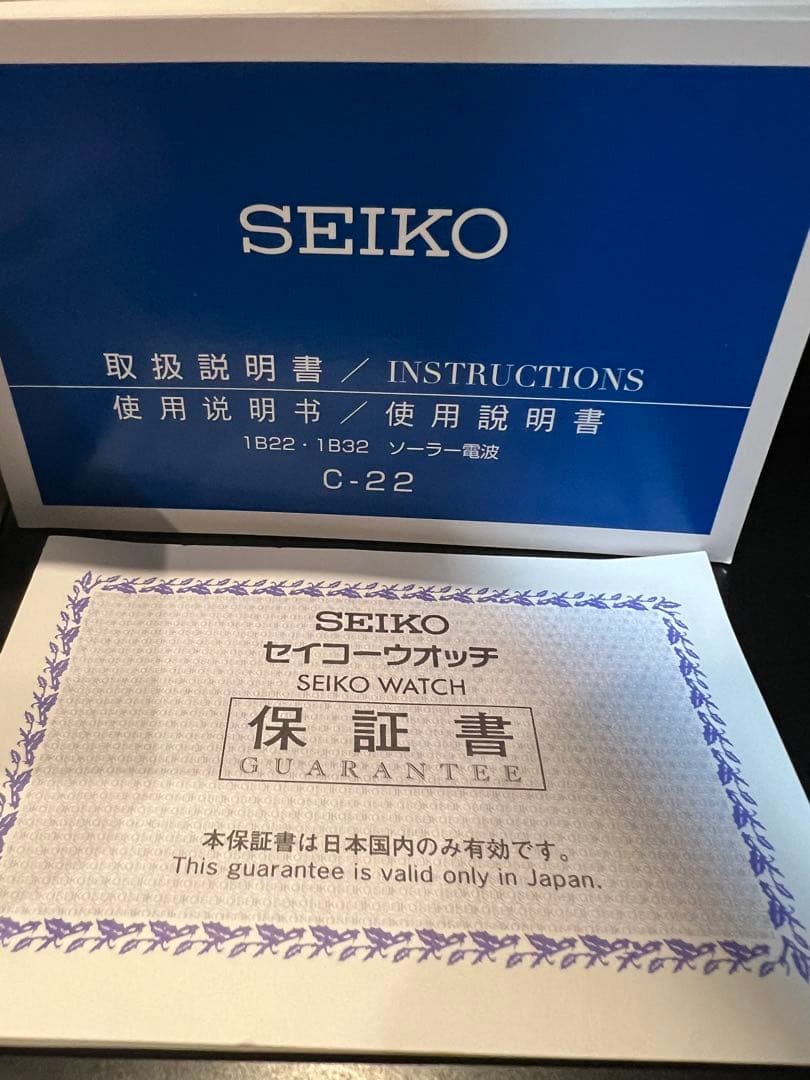 SEIKO
取扱説明書／INSTRUCTIONS
使用说明书／使用說明書
1B22・1B32 ソーラー電波
C-22
SEIKO
セイコーウオッチ
SEIKO WATCH
保証書
GUARANTEE
本保証書は日本国内のみ有効です。
This guarantee is valid only in Japan.